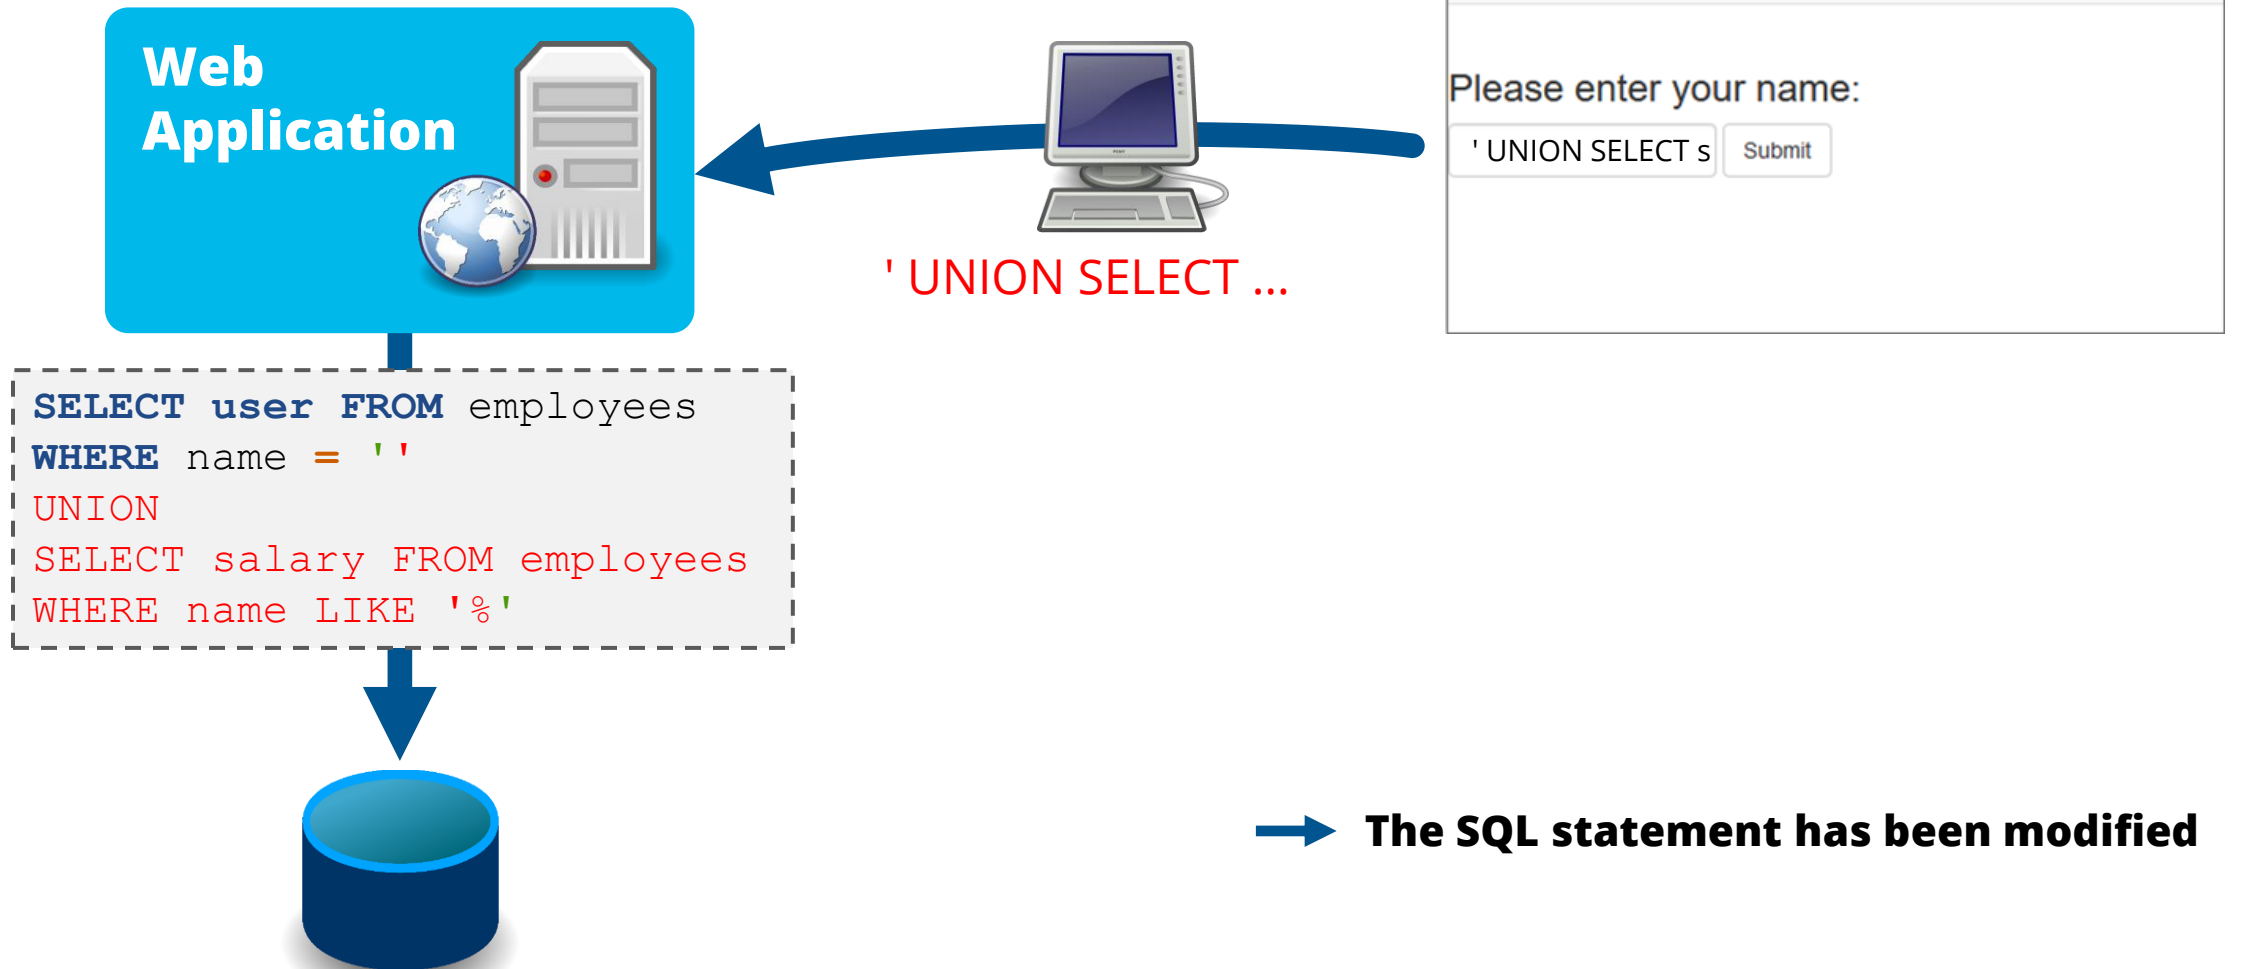 Web
Application
Please enter your name:
' UNION SELECT s
Submit
' UNION SELECT ...
SELECT user FROM employees
WHERE name = ''
UNION
SELECT salary FROM employees
WHERE name LIKE '%'
The SQL statement has been modified